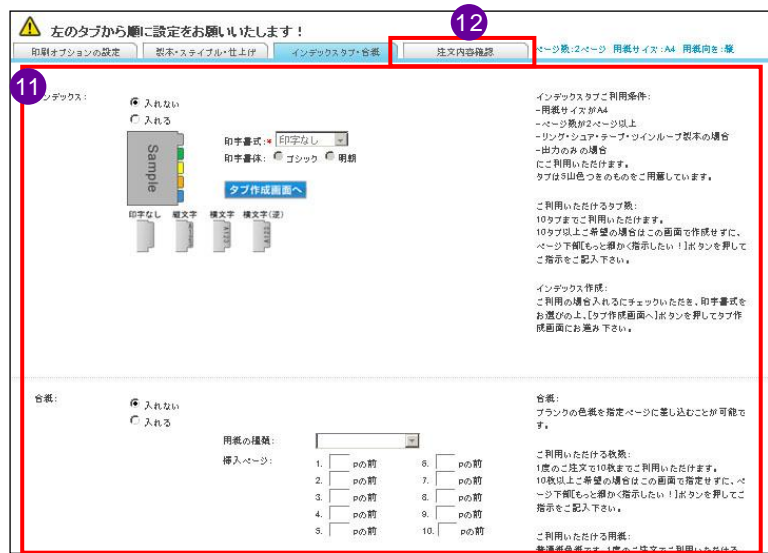 12
左のタブから順に設定をお願いいたします！
印刷オプションの設定 製本・ステイプル・仕上げ インデックスタブ・合紙 注文内容確認 ページ数:2ページ 用紙サイズ:A4 用紙向き:縦
11
ンデックス:
入れない
入れる
Sample
印字書式:* 印字なし
印字書体: ゴシック 明朝
タブ作成画面へ
印字なし 縦文字 横文字 横文字(逆)
インデックスタブご利用条件:
-用紙サイズがA4
-ページ数が2ページ以上
-リング・シュア・テープ・ツインループ製本の場合
-出力のみの場合
にご利用いただけます。
タブは5山色つきのものをご用意しています。
ご利用いただけるタブ数:
10タブまでご利用いただけます。
10タブ以上ご希望の場合はこの画面で作成せずに、
ページ下部[もっと細かく指示したい！]ボタンを押して
ご指示をご記入下さい。
インデックス作成:
ご利用の場合入れるにチェックいただき、印字書式を
お選びの上、[タブ作成画面へ]ボタンを押してタブ作
成画面にお進み下さい。
合紙:
入れない
入れる
用紙の種類:
挿入ページ:
1. pの前 6. pの前
2. pの前 7. pの前
3. pの前 8. pの前
4. pの前 9. pの前
5. pの前 10. pの前
合紙:
ブランクの色紙を指定ページに差し込むことが可能で
す。
ご利用いただける枚数:
1度のご注文で10枚までご利用いただけます。
10枚以上ご希望の場合はこの画面で指定せずに、ペ
ージ下部[もっと細かく指示したい！]ボタンを押してご
指示をご記入下さい。
ご利用いただける用紙: